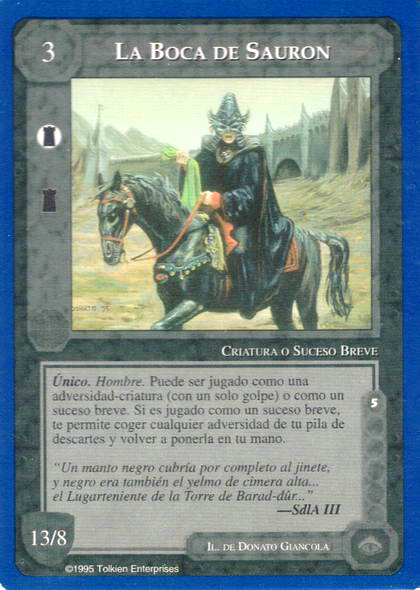 3
La Boca de Sauron
DONATO 95
Criatura o Suceso Breve
Único. Hombre. Puede ser jugado como una
adversidad-criatura (con un solo golpe) o como un
suceso breve. Si es jugado como un suceso breve,
te permite coger cualquier adversidad de tu pila de
descartes y volver a ponerla en tu mano.
5
“Un manto negro cubría por completo al jinete,
y negro era también el yelmo de cimera alta...
el Lugarteniente de la Torre de Barad-dûr...”
—SdlA III
13/8
Il. de Donato Giancola
©1995 Tolkien Enterprises